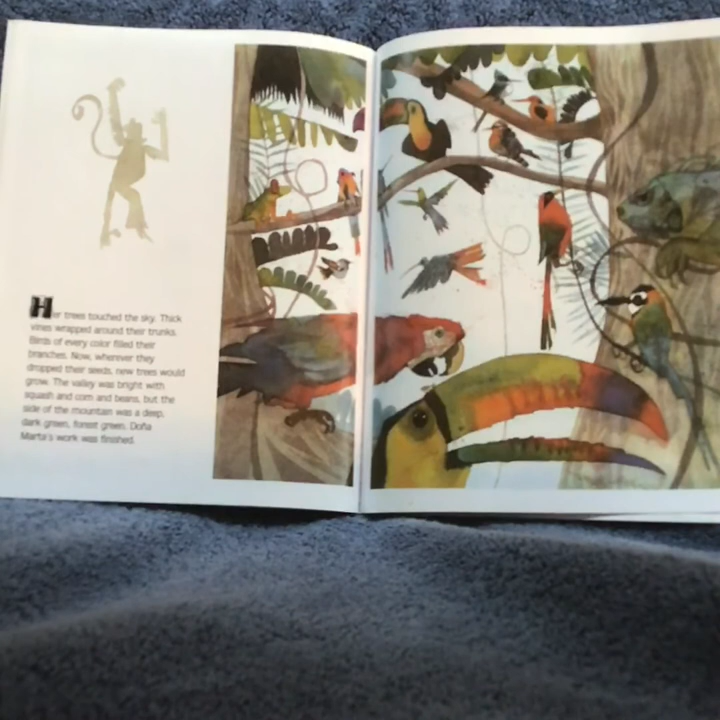 Her trees touched the sky. Thick
vines wrapped around their trunks.
Birds of every color filled their
branches. Now, wherever they
dropped their seeds, new trees would
grow. The valley was bright with
squash and corn and beans, but the
side of the mountain was a deep,
dark green, forest green. Doña
Marta's work was finished.